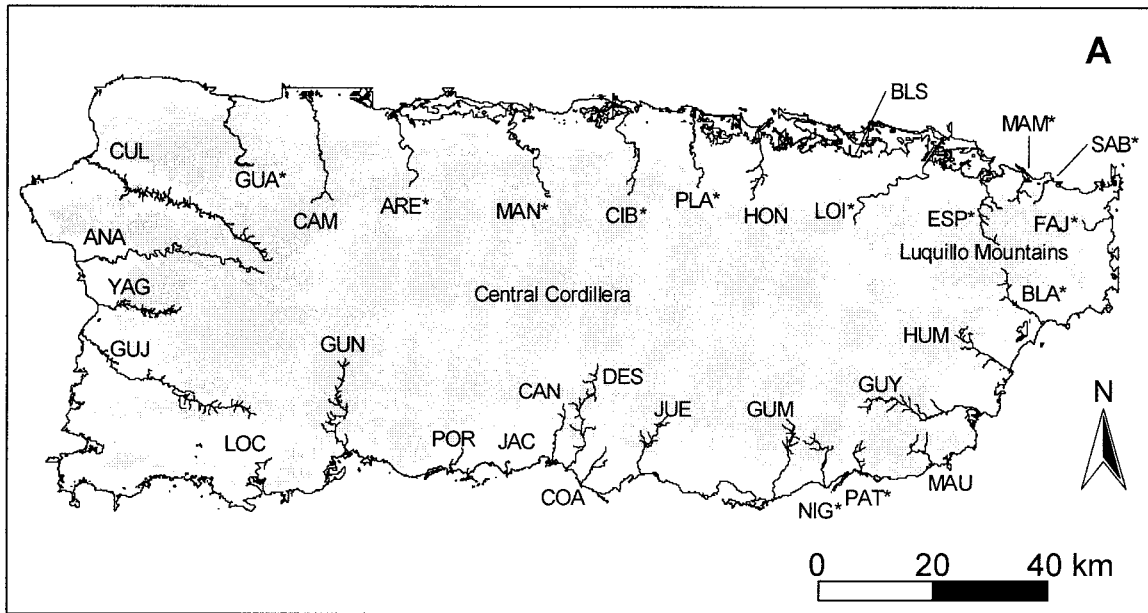 A
BLS
MAM*
SAB*
CUL
GUA*
CAM
ARE*
MAN*
CIB*
PLA*
HON
LOI*
ESP*
FAJ*
ANA
Luquillo Mountains
YAG
Central Cordillera
BLA*
GUJ
GUN
HUM
CAN
DES
GUY
JUE
GUM
N
LOC
POR
JAC
COA
NIG*
PAT*
MAU
0 20 40 km